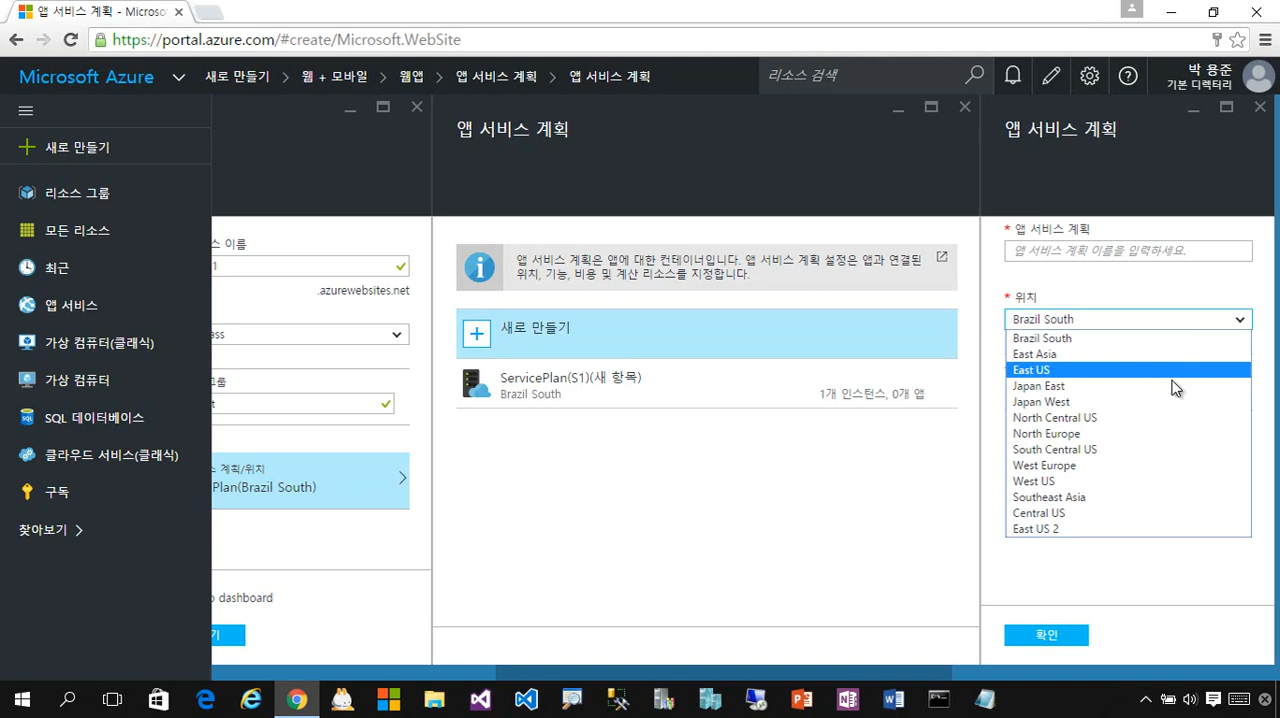 앱 서비스 계획 - Microso
https://portal.azure.com/#create/Microsoft.WebSite
Microsoft Azure
새로 만들기 > 웹 + 모바일 > 웹앱 > 앱 서비스 계획 > 앱 서비스 계획
리소스 검색
박 용준
기본 디렉터리
새로 만들기
리소스 그룹
모든 리소스
최근
앱 서비스
가상 컴퓨터(클래식)
가상 컴퓨터
SQL 데이터베이스
클라우드 서비스(클래식)
구독
찾아보기 >
스 이름
1
.azurewebsites.net
ass
그룹
t
스 계획/위치
Plan(Brazil South)
o dashboard
기
앱 서비스 계획
앱 서비스 계획은 앱에 대한 컨테이너입니다. 앱 서비스 계획 설정은 앱과 연결된
위치, 기능, 비용 및 계산 리소스를 지정합니다.
새로 만들기
ServicePlan(S1)(새 항목)
Brazil South
1개 인스턴스, 0개 앱
앱 서비스 계획
* 앱 서비스 계획
앱 서비스 계획 이름을 입력하세요.
* 위치
Brazil South
Brazil South
East Asia
East US
Japan East
Japan West
North Central US
North Europe
South Central US
West Europe
West US
Southeast Asia
Central US
East US 2
확인